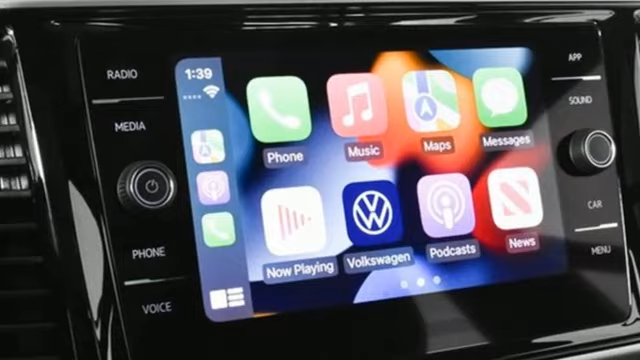 RADIO
MEDIA
PHONE
VOICE
1:39
Phone
Music
Maps
Messages
Now Playing
Volkswagen
Podcasts
News
APP
SOUND
CAR
MENU